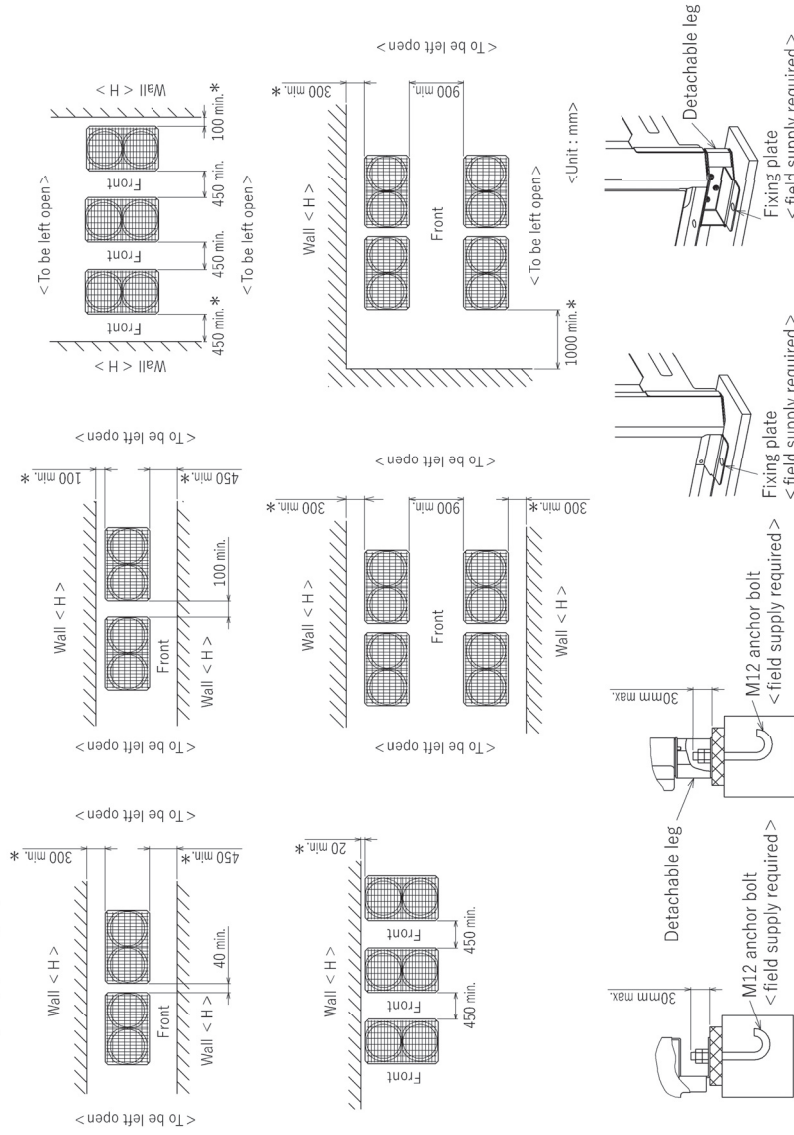 <To be left open>
Wall <H>
300 min.*
Front
40 min.
450 min.*
Wall <H>
<To be left open>
<To be left open>
Wall <H>
100 min.*
Front
100 min.
450 min.*
Wall <H>
<To be left open>
<To be left open>
Wall <H>
Wall <H>
Front
Front
Front
450 min.*
450 min.
450 min.
100 min.*
<To be left open>
Wall <H>
20 min.*
Front
Front
Front
450 min.
450 min.
<To be left open>
Wall <H>
300 min.*
Front
900 min.
300 min.*
Wall <H>
<To be left open>
Wall <H>
300 min.*
<To be left open>
Front
900 min.
1000 min.*
<To be left open>
<Unit : mm>
30mm max.
M12 anchor bolt
<field supply required>
Detachable leg
30mm max.
M12 anchor bolt
<field supply required>
Fixing plate
<field supply required>
Detachable leg
Fixing plate
<field supply required>